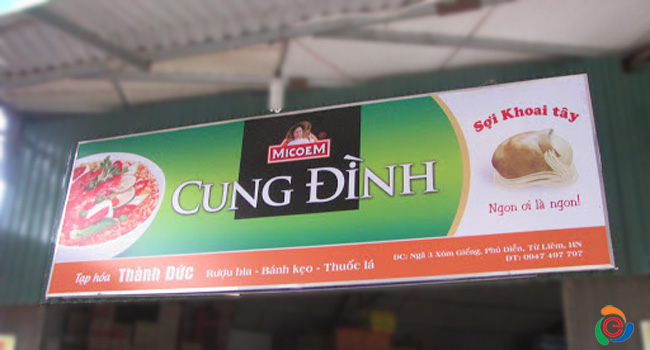 MICOEM
CUNG ĐÌNH
Sợi Khoai tây
Ngon ơi là ngon!
Tạp hóa Thành Đức Rượu bia - Bánh kẹo - Thuốc lá
ĐC: Ngã 3 Xóm Giếng, Phú Diễn, Từ Liêm, HN
ĐT: 0947 497 797
e